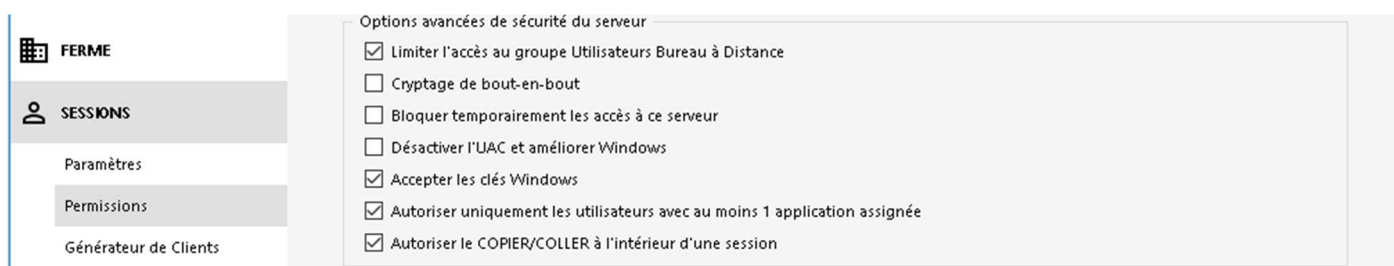 Options avancées de sécurité du serveur
FERME
Limiter l'accès au groupe Utilisateurs Bureau à Distance
Cryptage de bout-en-bout
SESSIONS
Bloquer temporairement les accès à ce serveur
Désactiver l'UAC et améliorer Windows
Paramètres
Accepter les clés Windows
Permissions
Autoriser uniquement les utilisateurs avec au moins 1 application assignée
Générateur de Clients
Autoriser le COPIER/COLLER à l'intérieur d'une session